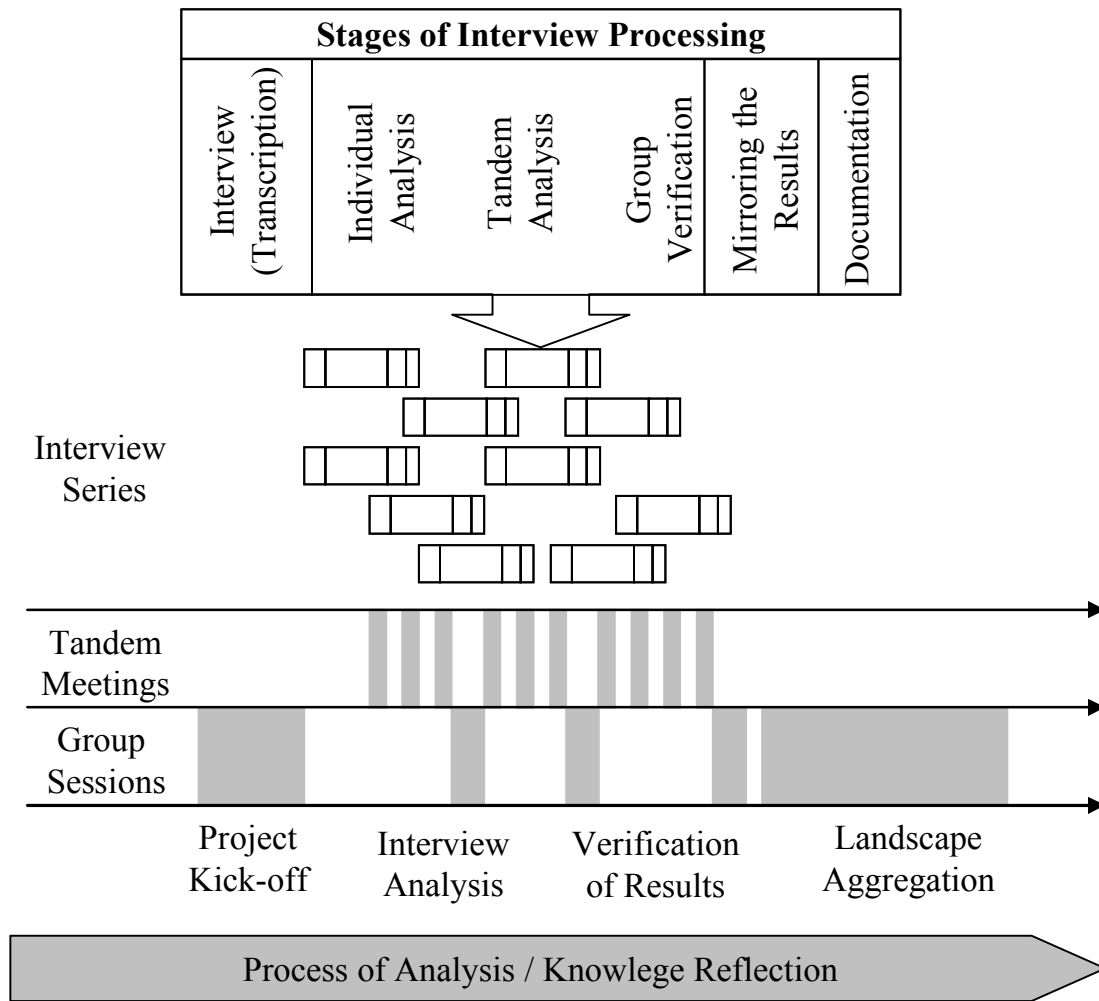 Stages of Interview Processing
Interview
(Transcription)
Individual
Analysis
Tandem
Analysis
Group
Verification
Mirroring the
Results
Documentation
Interview
Series
Tandem
Meetings
Group
Sessions
Project
Kick-off
Interview
Analysis
Verification
of Results
Landscape
Aggregation
Process of Analysis / Knowlege Reflection